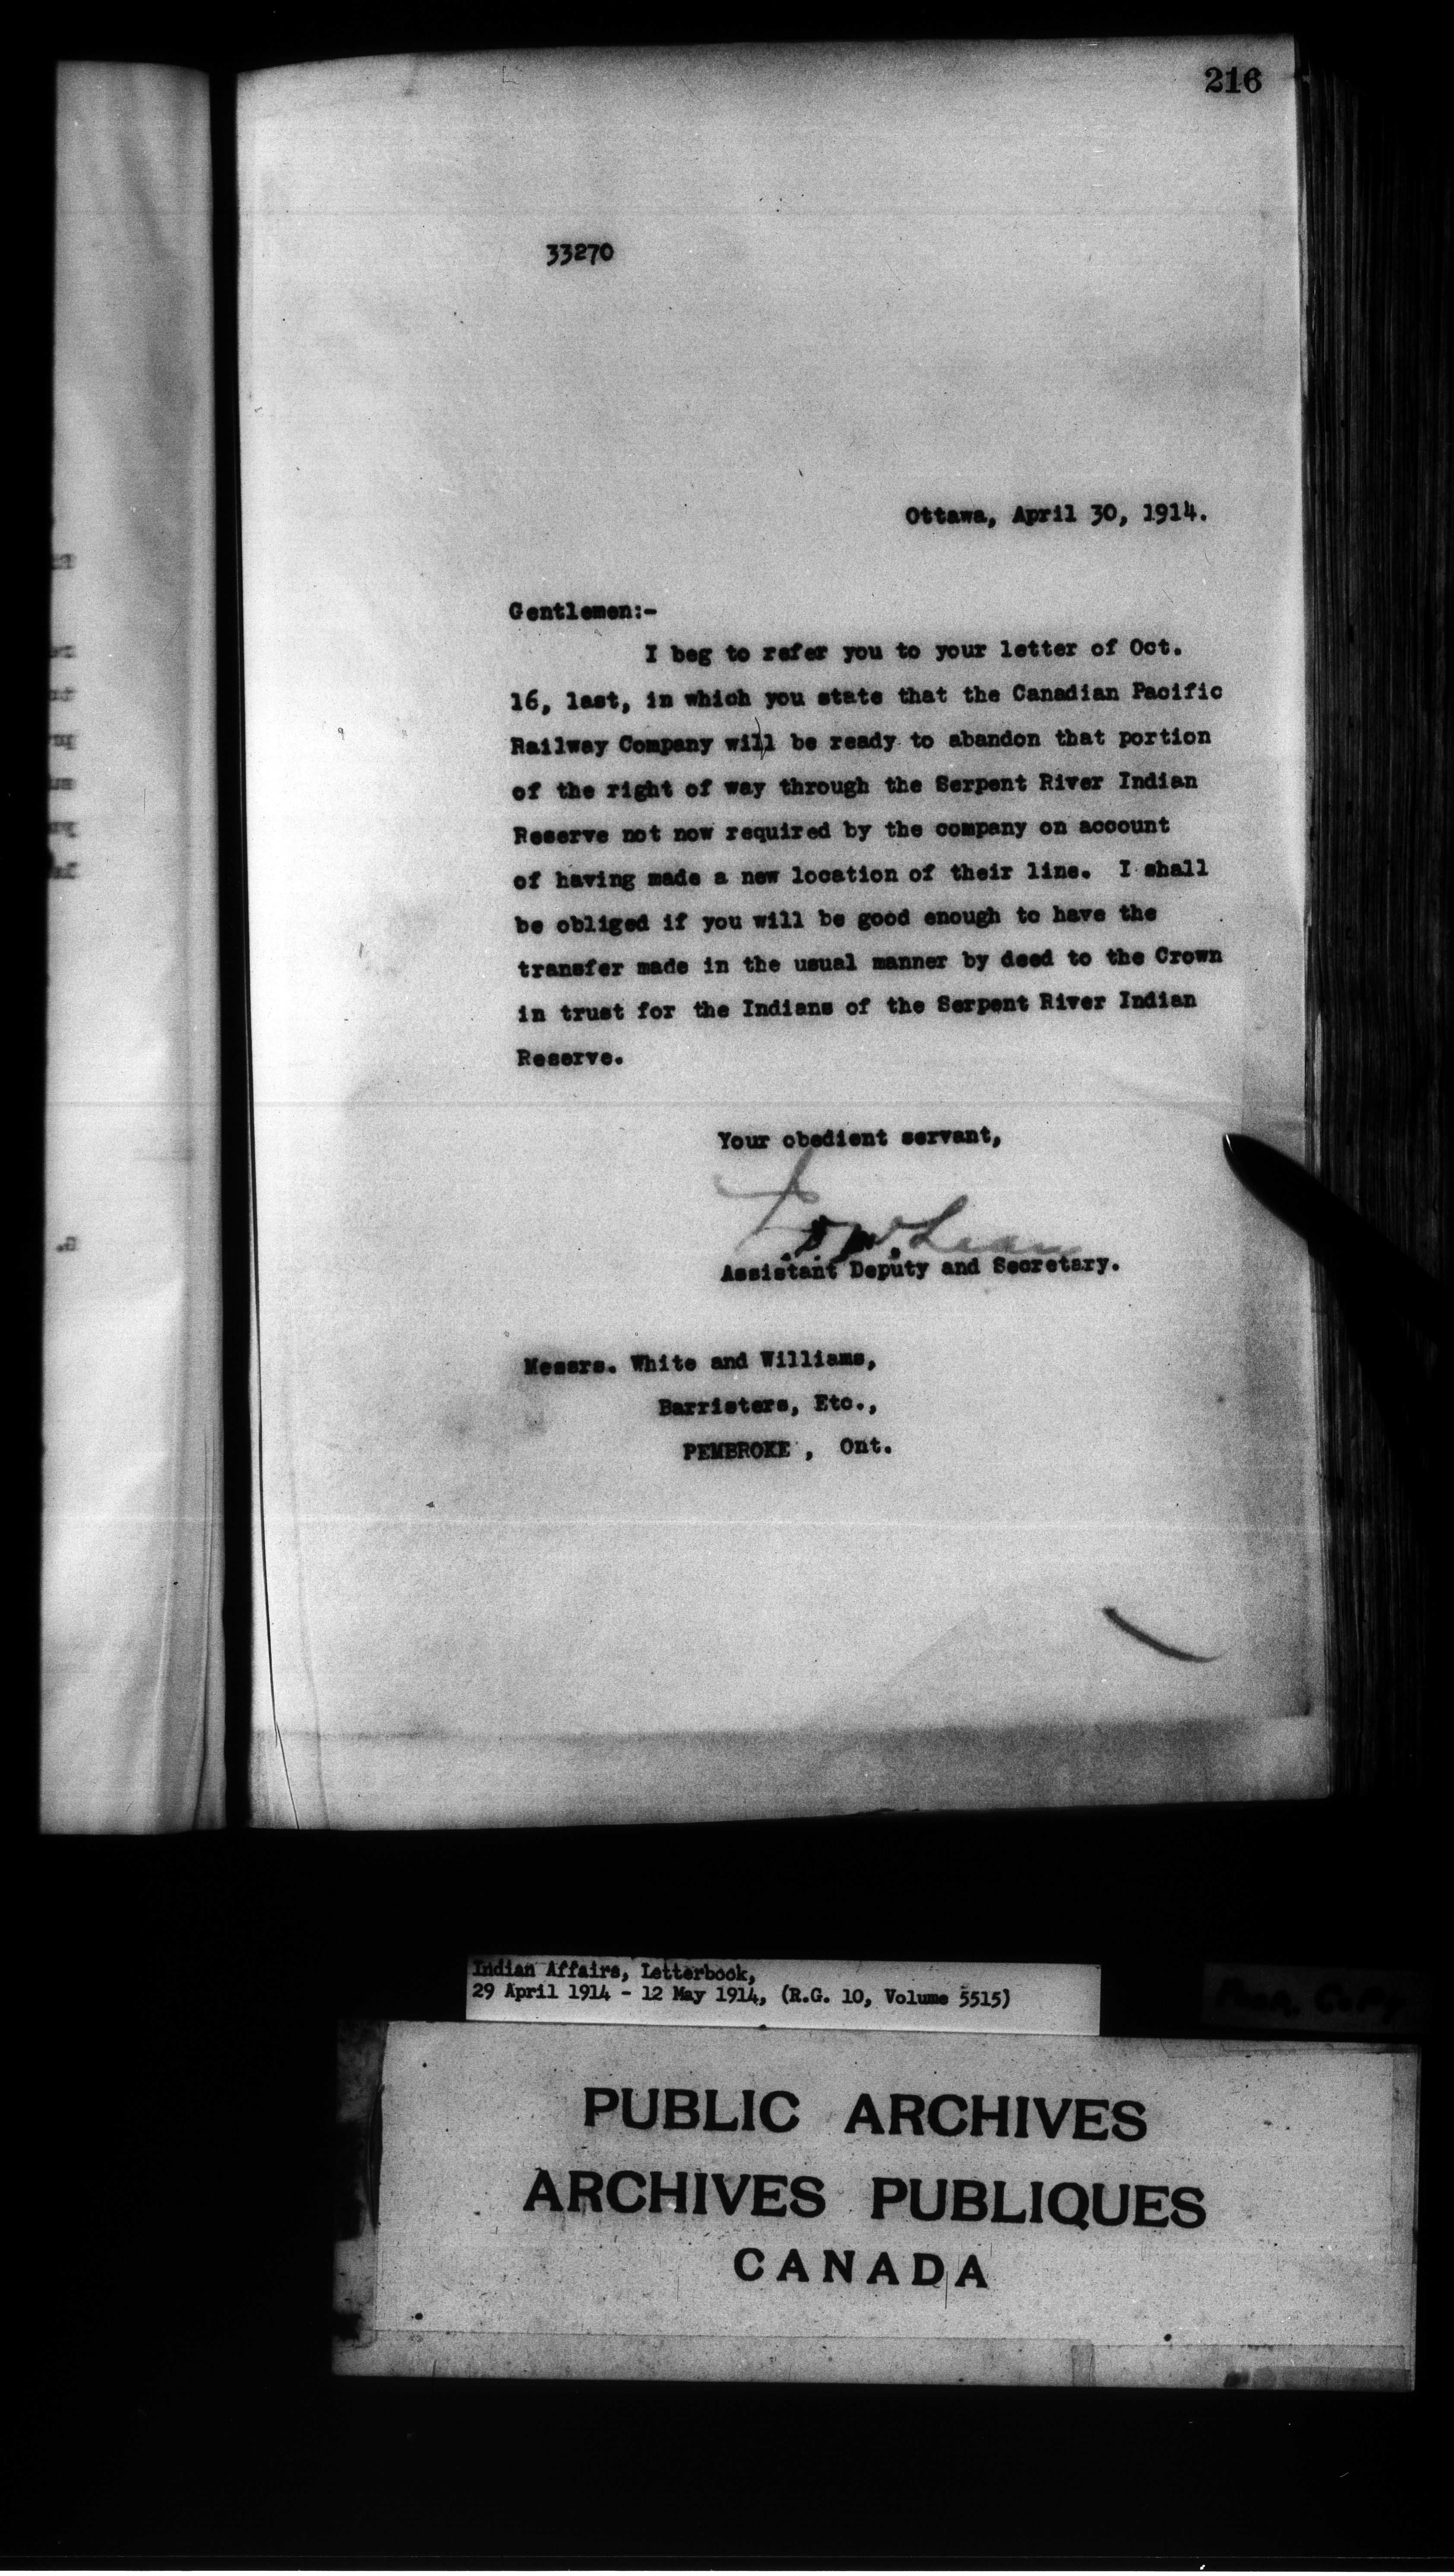 216
33270
Ottawa, April 30, 1914.
Gentlemen:-
I beg to refer you to your letter of Oct.
16, last, in which you state that the Canadian Pacific
Railway Company will be ready to abandon that portion
of the right of way through the Serpent River Indian
Reserve not now required by the company on account
of having made a new location of their line. I shall
be obliged if you will be good enough to have the
transfer made in the usual manner by deed to the Crown
in trust for the Indians of the Serpent River Indian
Reserve.
Your obedient servant,
Assistant Deputy and Secretary.
Messrs. White and Williams,
Barristers, Etc.,
PEMBROKE , Ont.
Indian Affairs, Letterbook,
29 April 1914 - 12 May 1914, (R.G. 10, Volume 5515)
PUBLIC ARCHIVES
ARCHIVES PUBLIQUES
CANADA